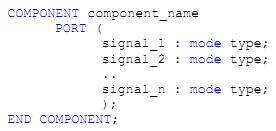 COMPONENT component_name
PORT (
signal_1 : mode type;
signal_2 : mode type;
..
signal_n : mode type;
);
END COMPONENT;